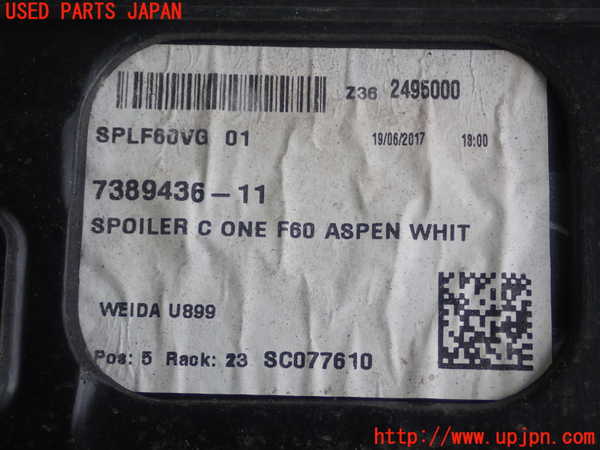 USED PARTS JAPAN
Z36 2495000
SPLF60VG 01
19/06/2017 19:00
7389436-11
SPOILER C ONE F60 ASPEN WHIT
WEIDA U899
Pos: 5 Rack: 23 SC077610
http://www.upjpn.com